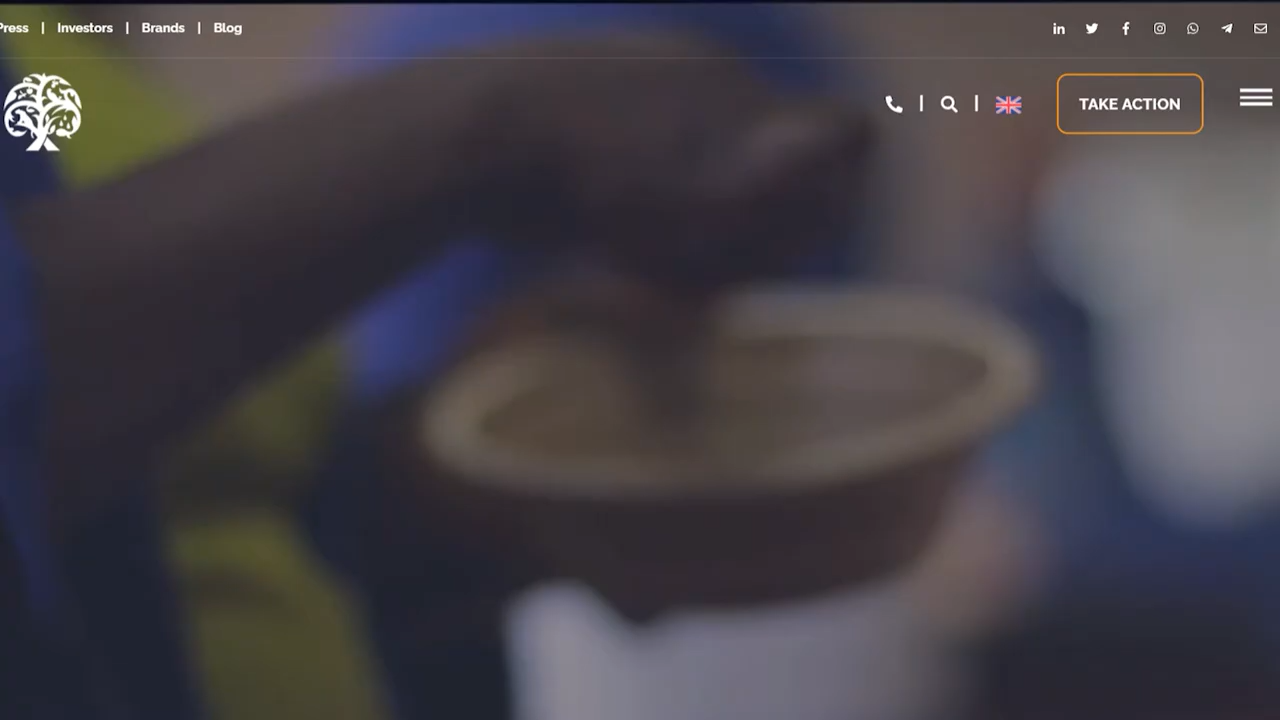 Press | Investors | Brands | Blog
TAKE ACTION